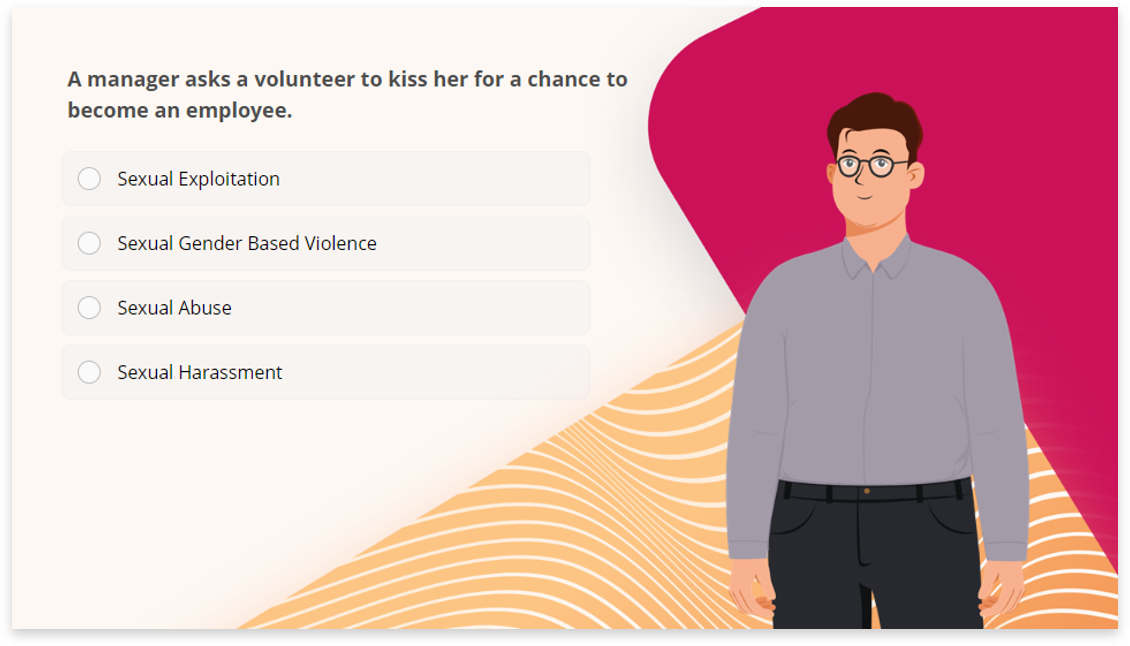 A manager asks a volunteer to kiss her for a chance to
become an employee.
Sexual Exploitation
Sexual Gender Based Violence
Sexual Abuse
Sexual Harassment